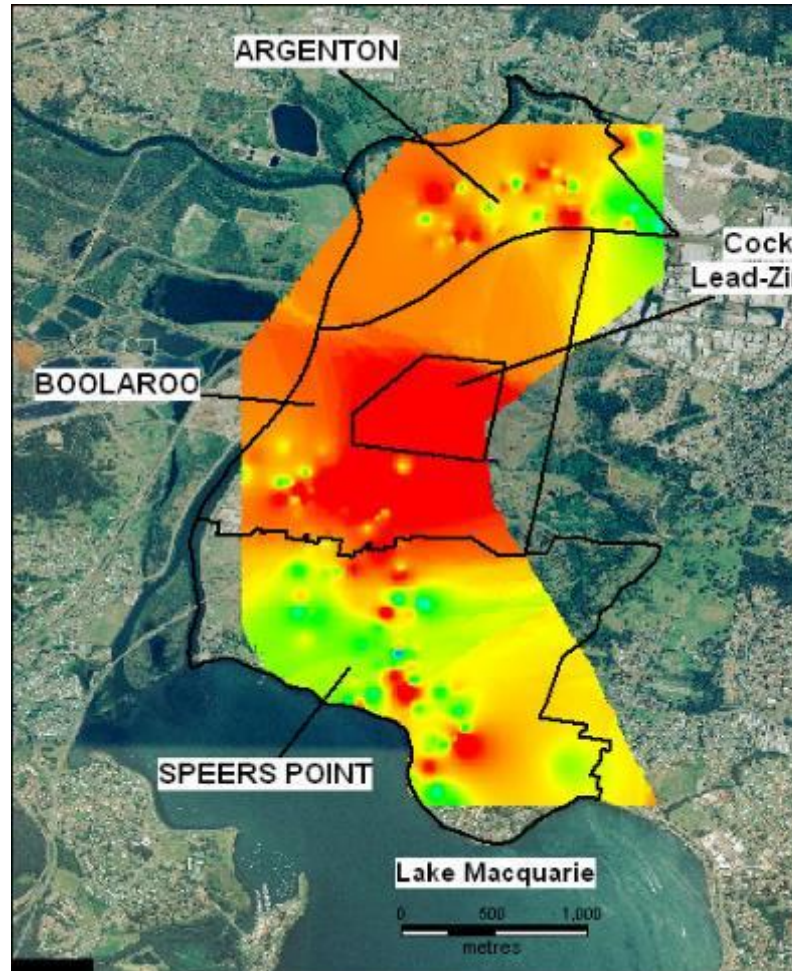 ARGENTON
Cock
Lead-Zi
BOOLAROO
SPEERS POINT
Lake Macquarie
0 500 1,000
metres